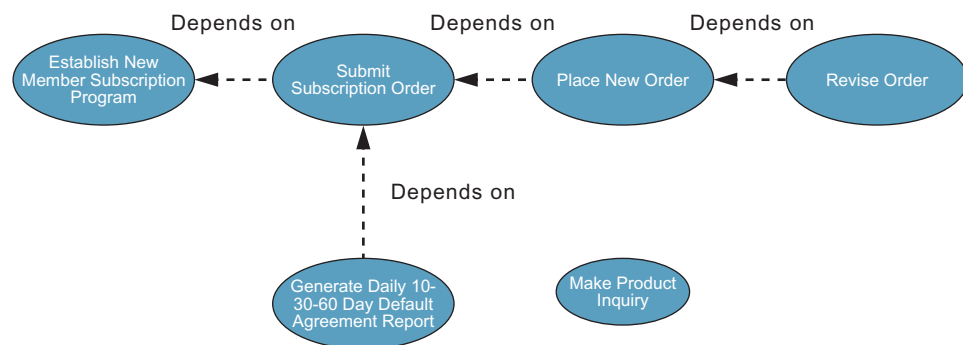 Depends on
Depends on
Depends on
Establish New
Member Subscription
Program
Submit
Subscription Order
Place New Order
Revise Order
Depends on
Generate Daily 10-
30-60 Day Default
Agreement Report
Make Product
Inquiry